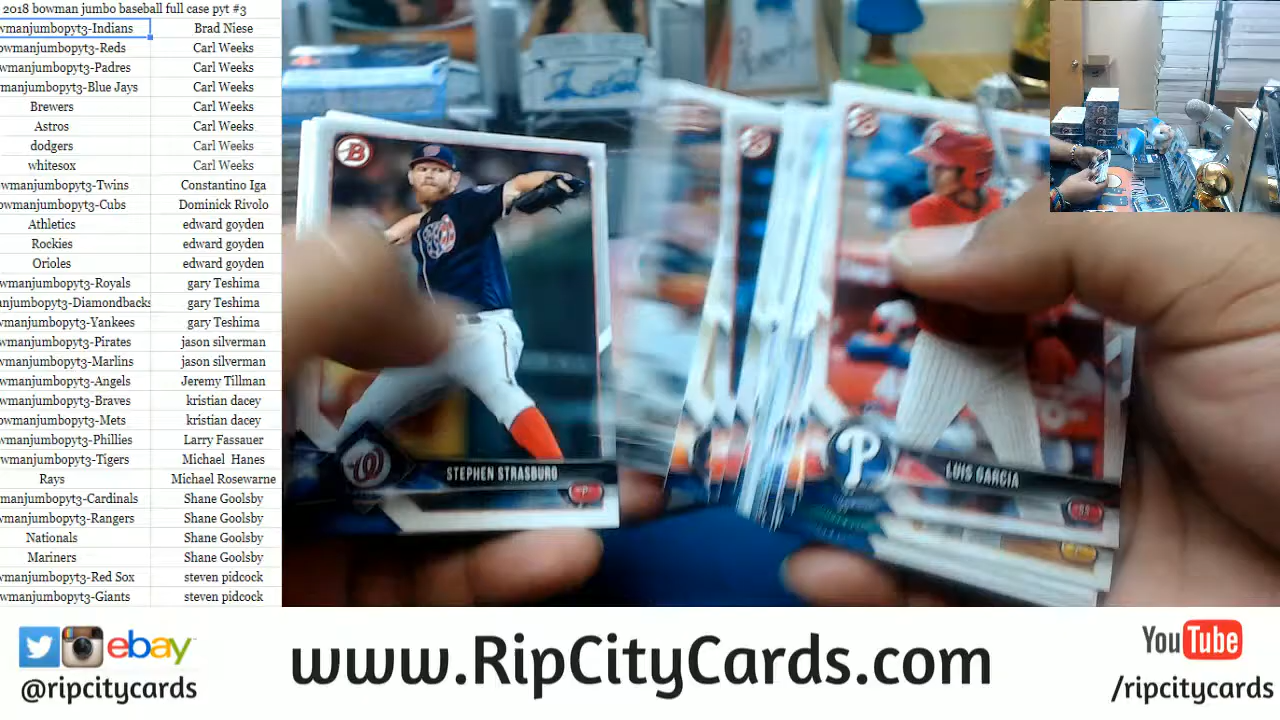 2018 bowman jumbo baseball full case pyt #3
wmanjumbopyt3-Indians Brad Niese
owmanjumbopyt3-Reds Carl Weeks
wmanjumbopyt3-Padres Carl Weeks
manjumbopyt3-Blue Jays Carl Weeks
Brewers Carl Weeks
Astros Carl Weeks
dodgers Carl Weeks
whitesox Carl Weeks
wmanjumbopyt3-Twins Constantino Iga
wmanjumbopyt3-Cubs Dominick Rivolo
Athletics edward goyden
Rockies edward goyden
Orioles edward goyden
wmanjumbopyt3-Royals gary Teshima
anjumbopyt3-Diamondbacks gary Teshima
wmanjumbopyt3-Yankees gary Teshima
wmanjumbopyt3-Pirates jason silverman
wmanjumbopyt3-Marlins jason silverman
wmanjumbopyt3-Angels Jeremy Tillman
wmanjumbopyt3-Braves kristian dacey
owmanjumbopyt3-Mets kristian dacey
wmanjumbopyt3-Phillies Larry Fassauer
wmanjumbopyt3-Tigers Michael Hanes
Rays Michael Rosewarne
manjumbopyt3-Cardinals Shane Goolsby
wmanjumbopyt3-Rangers Shane Goolsby
Nationals Shane Goolsby
Mariners Shane Goolsby
wmanjumbopyt3-Red Sox steven pidcock
wmanjumbopyt3-Giants steven pidcock
B
W
STEPHEN STRASBURG
P
P
LUIS GARCIA
SS
ebay
@ripcitycards
www.RipCityCards.com
YouTube
/ripcitycards